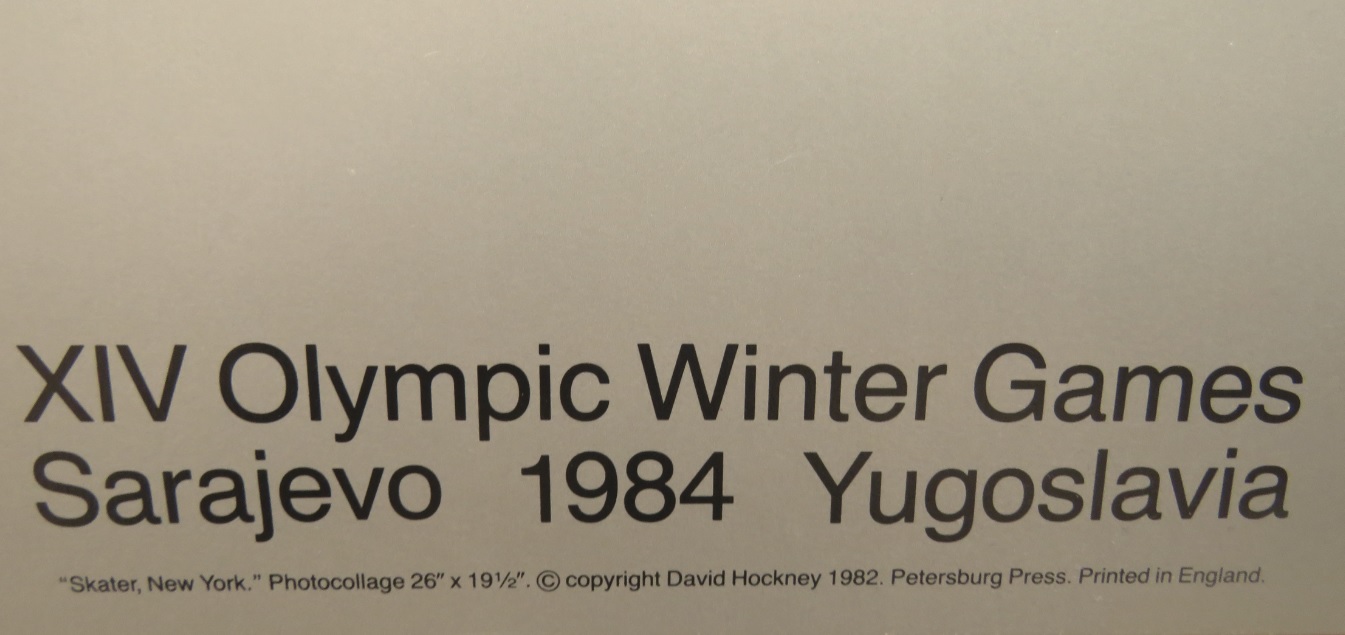 XIV Olympic Winter Games
Sarajevo 1984 Yugoslavia
“Skater, New York.” Photocollage 26″ x 19½″. © copyright David Hockney 1982. Petersburg Press. Printed in England.